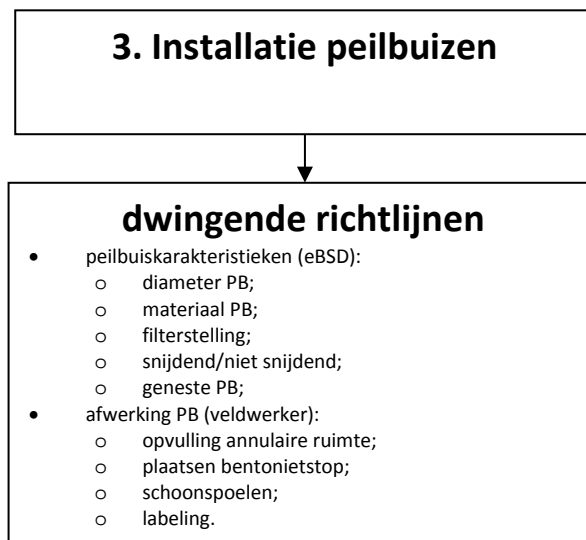 3. Installatie peilbuizen
dwingende richtlijnen
• peilbuiskarakteristieken (eBSD):
o diameter PB;
o materiaal PB;
o filterstelling;
o snijdend/niet snijdend;
o geneste PB;
• afwerking PB (veldwerker):
o opvulling annulaire ruimte;
o plaatsen bentonietstop;
o schoonspoelen;
o labeling.